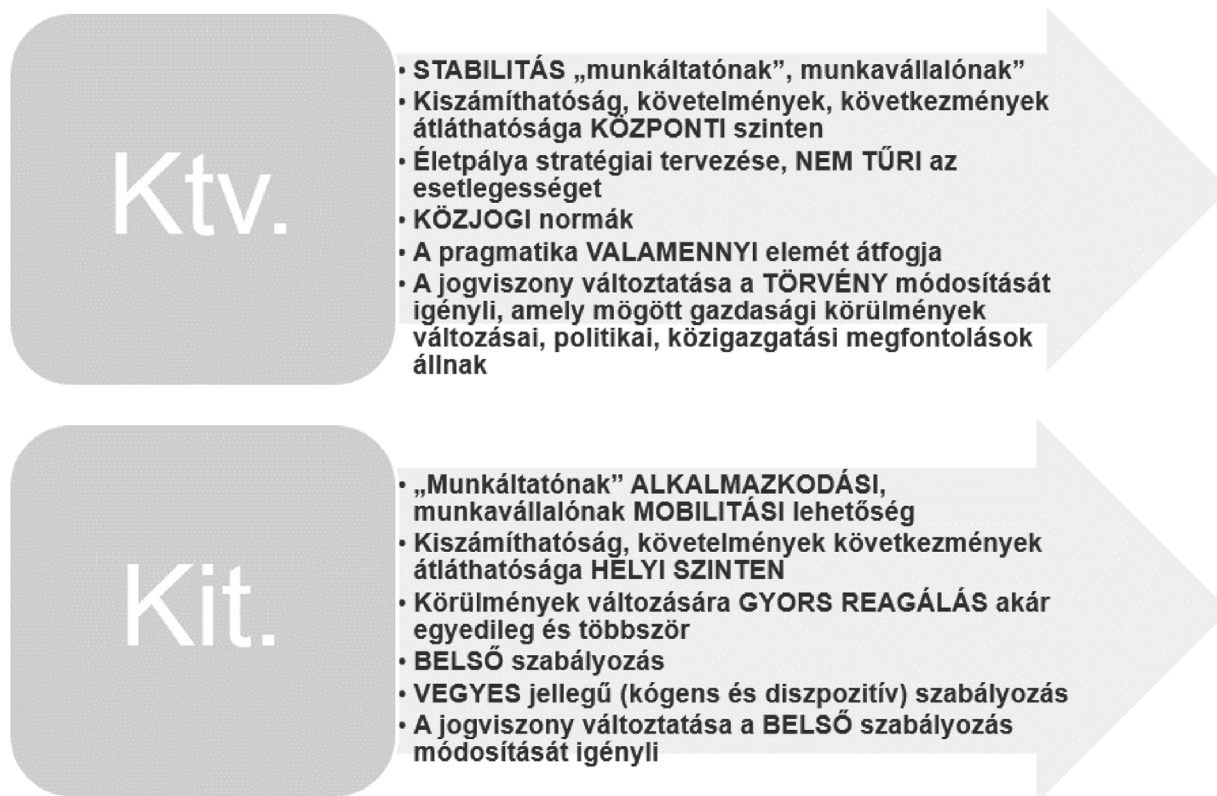 Ktv.
• STABILITÁS „munkáltatónak”, munkavállalónak”
• Kiszámíthatóság, követelmények, következmények
átláthatósága KÖZPONTI szinten
• Életpálya stratégiai tervezése, NEM TŰRI az
esetlegességet
• KÖZJOGI normák
• A pragmatika VALAMENNYI elemét átfogja
• A jogviszony változtatása a TÖRVÉNY módosítását
igényli, amely mögött gazdasági körülmények
változásai, politikai, közigazgatási megfontolások
állnak
Kit.
• „Munkáltatónak” ALKALMAZKODÁSI,
munkavállalónak MOBILITÁSI lehetőség
• Kiszámíthatóság, követelmények következmények
átláthatósága HELYI SZINTEN
• Körülmények változására GYORS REAGÁLÁS akár
egyedileg és többször
• BELSŐ szabályozás
• VEGYES jellegű (kógens és diszpozitív) szabályozás
• A jogviszony változtatása a BELSŐ szabályozás
módosítását igényli